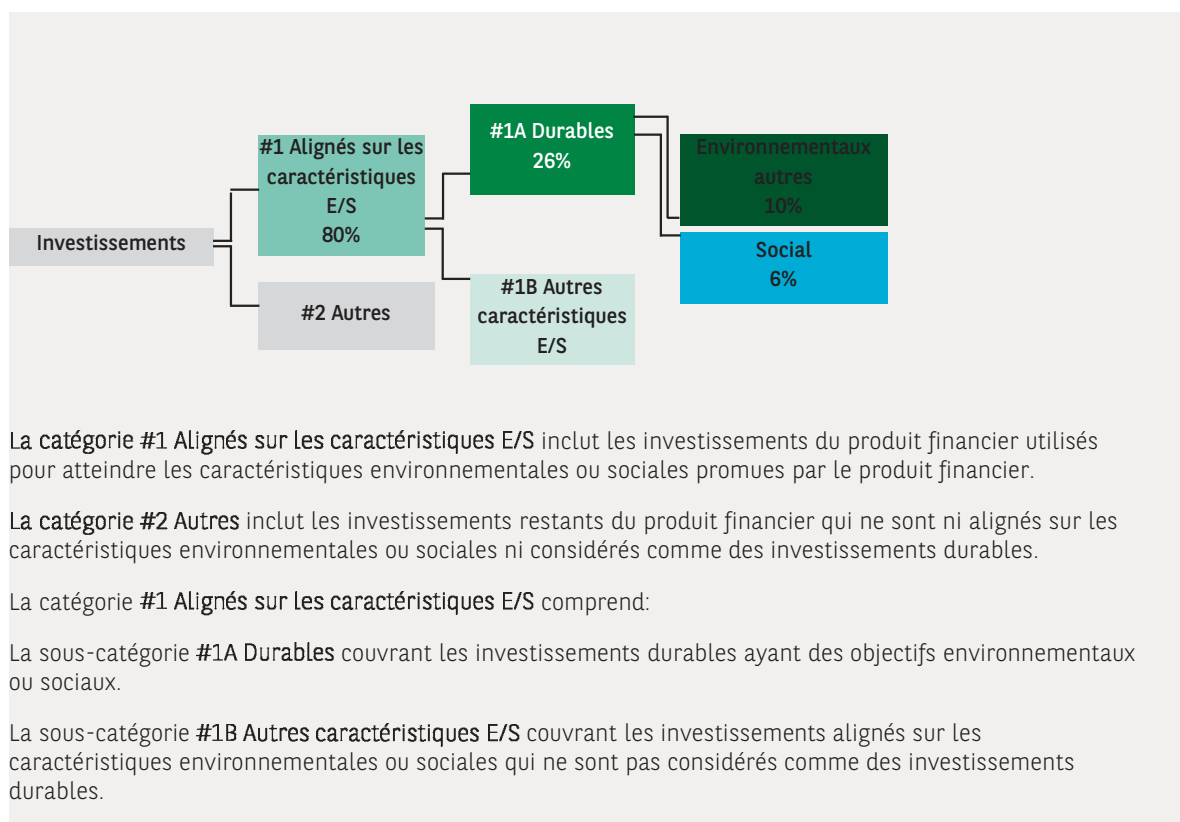 Investissements
#1 Alignés sur les
caractéristiques
E/S
80%
#2 Autres
#1A Durables
26%
#1B Autres
caractéristiques
E/S
Environnementaux
autres
10%
Social
6%
La catégorie #1 Alignés sur les caractéristiques E/S inclut les investissements du produit financier utilisés
pour atteindre les caractéristiques environnementales ou sociales promues par le produit financier.
La catégorie #2 Autres inclut les investissements restants du produit financier qui ne sont ni alignés sur les
caractéristiques environnementales ou sociales ni considérés comme des investissements durables.
La catégorie #1 Alignés sur les caractéristiques E/S comprend:
La sous-catégorie #1A Durables couvrant les investissements durables ayant des objectifs environnementaux
ou sociaux.
La sous-catégorie #1B Autres caractéristiques E/S couvrant les investissements alignés sur les
caractéristiques environnementales ou sociales qui ne sont pas considérés comme des investissements
durables.